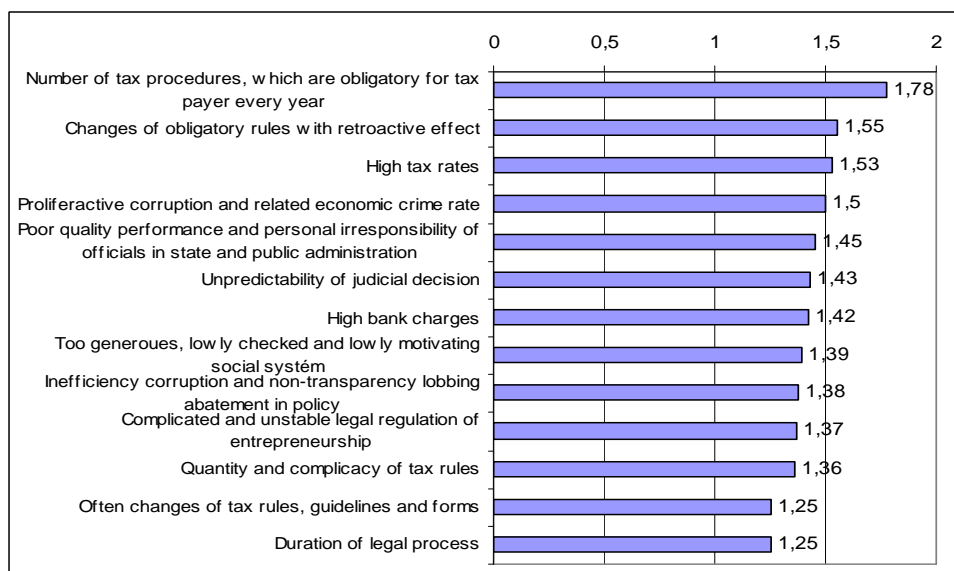 0 0,5 1 1,5 2
Number of tax procedures, which are obligatory for tax
payer every year
1,78
Changes of obligatory rules with retroactive effect
1,55
High tax rates
1,53
Proliferactive corruption and related economic crime rate
1,5
Poor quality performance and personal irresponsibility of
officials in state and public administration
1,45
Unpredictability of judicial decision
1,43
High bank charges
1,42
Too generoues, lowly checked and lowly motivating
social systém
1,39
Inefficiency corruption and non-transparency lobbing
abatement in policy
1,38
Complicated and unstable legal regulation of
entrepreneurship
1,37
Quantity and complicacy of tax rules
1,36
Often changes of tax rules, guidelines and forms
1,25
Duration of legal process
1,25